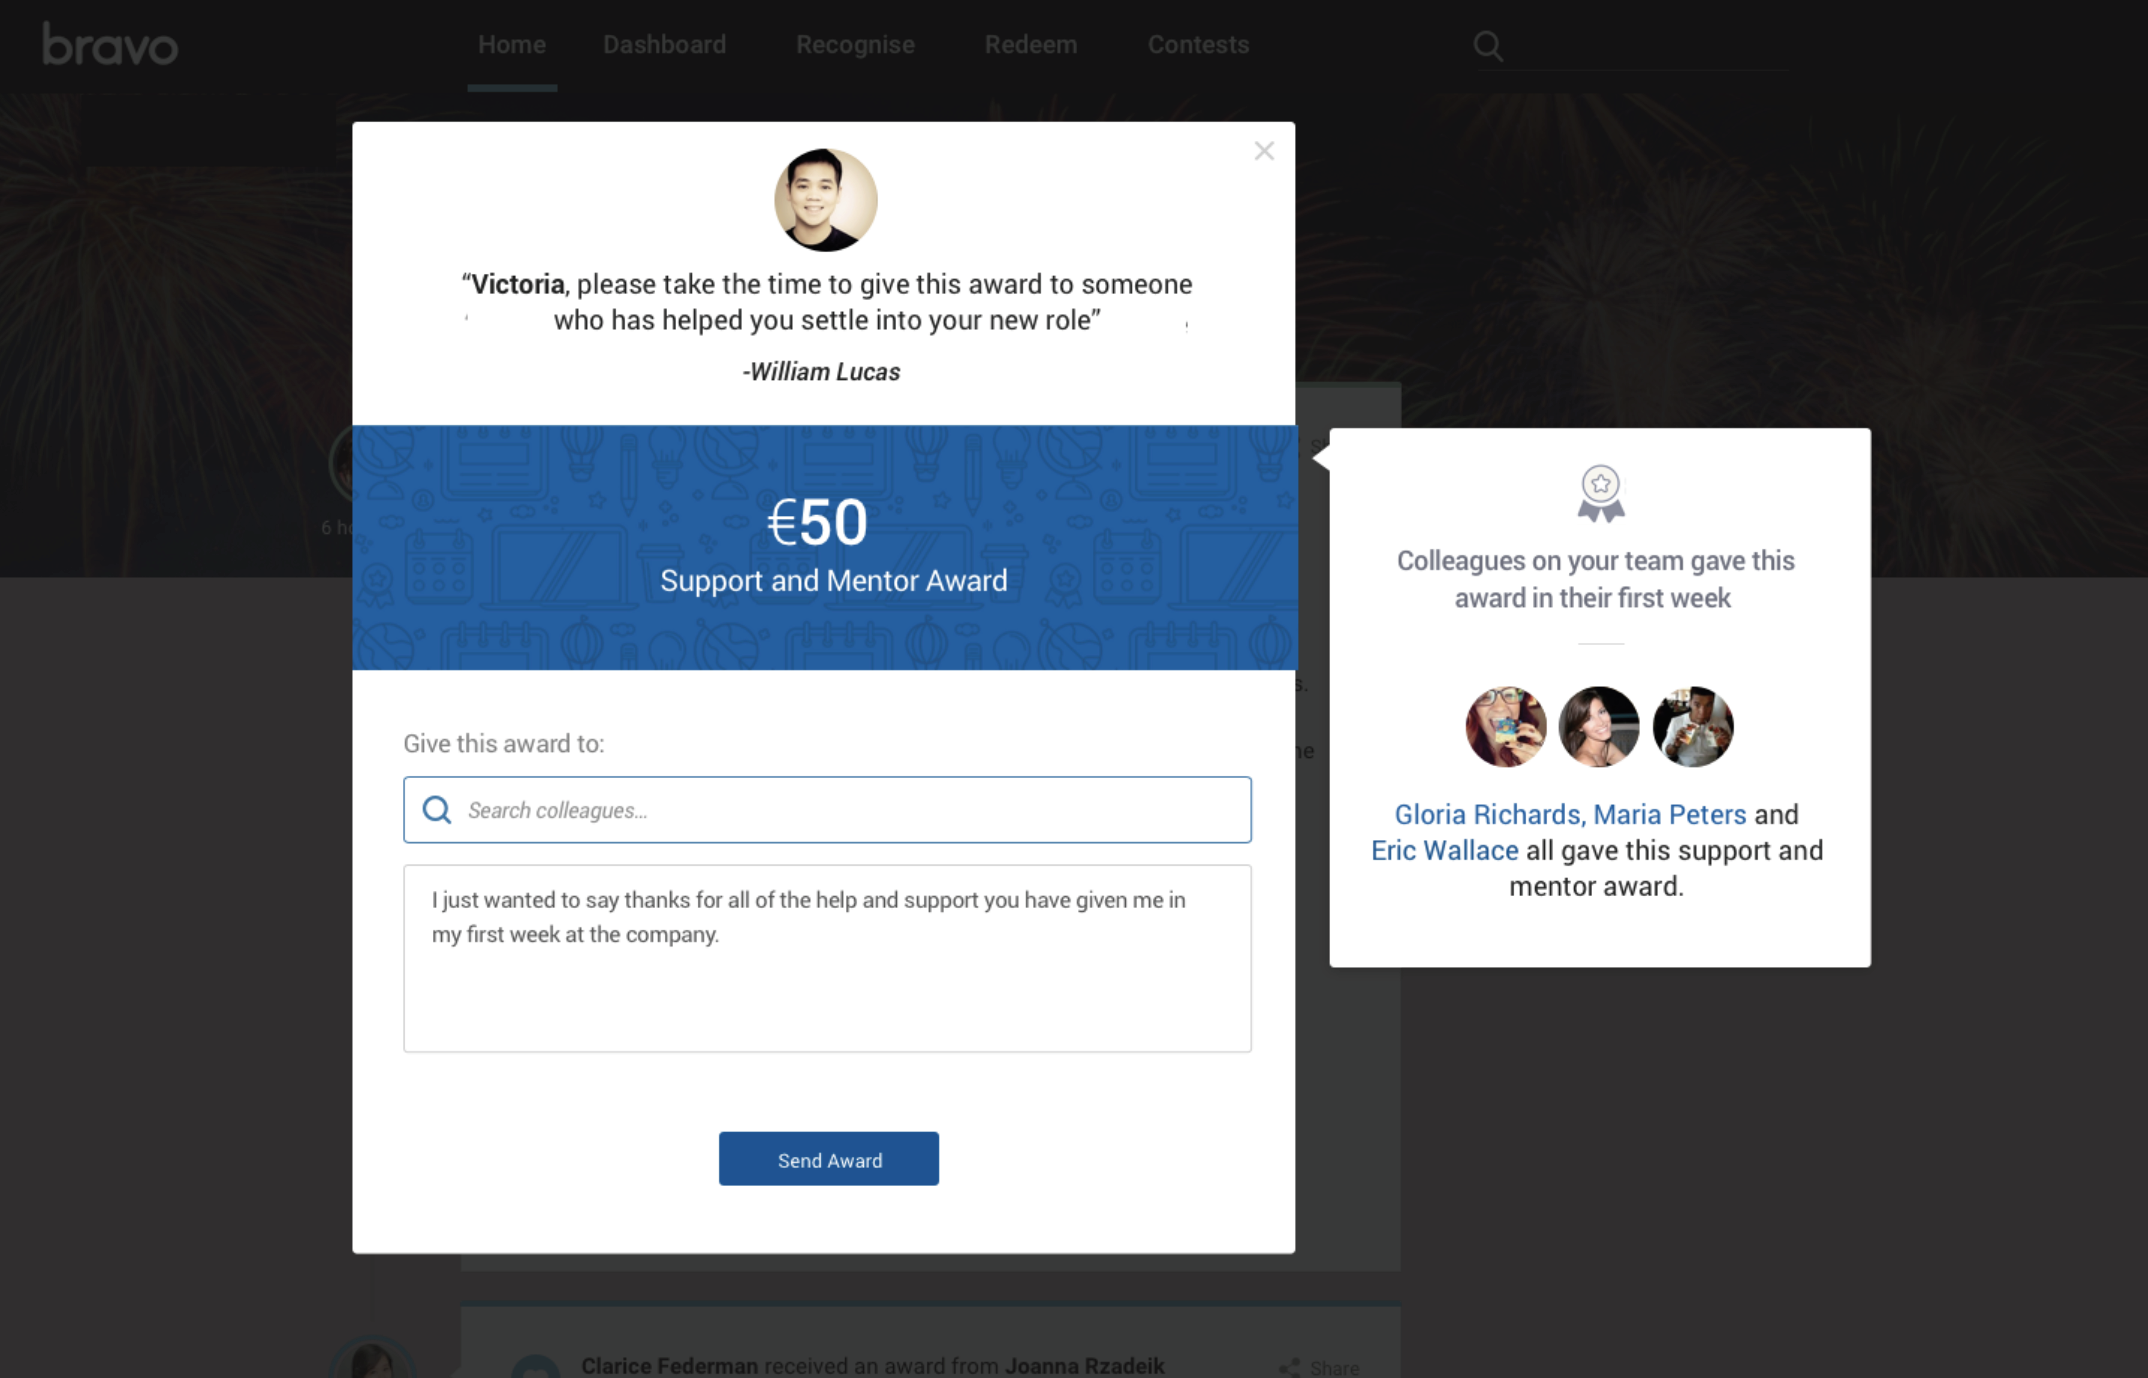 bravo
Home Dashboard Recognise Redeem Contests
“Victoria, please take the time to give this award to someone
who has helped you settle into your new role”
-William Lucas
€50
Support and Mentor Award
Give this award to:
Search colleagues...
I just wanted to say thanks for all of the help and support you have given me in
my first week at the company.
Send Award
Colleagues on your team gave this
award in their first week
Gloria Richards, Maria Peters and
Eric Wallace all gave this support and
mentor award.
Clarice Federman received an award from Joanna Rzadeik
Share